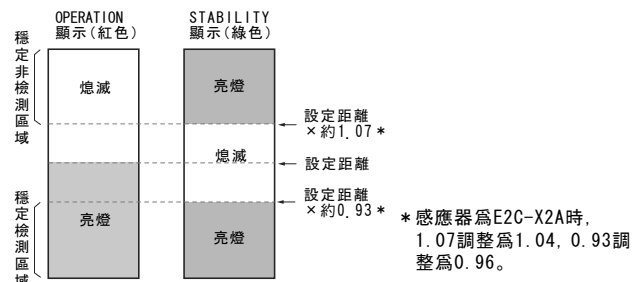 OPERATION
顯示(紅色)
STABILITY
顯示(綠色)
穩定非檢測區域
熄滅
亮燈
設定距離
×約1.07*
熄滅
設定距離
設定距離
×約0.93*
穩定檢測區域
亮燈
亮燈
*感應器爲E2C-X2A時,
1.07調整爲1.04, 0.93調
整爲0.96。